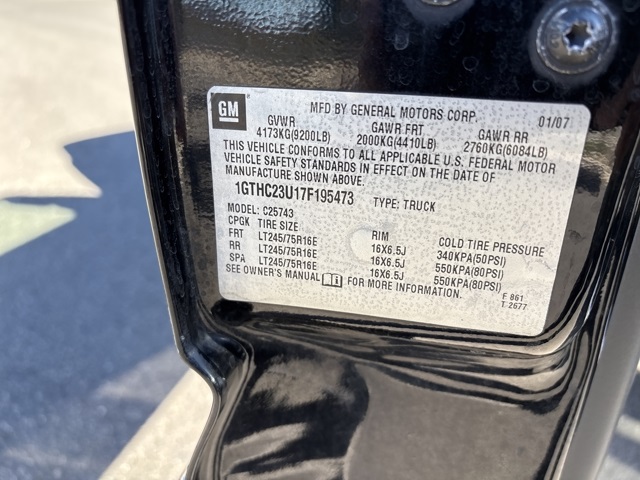 GM
MFD BY GENERAL MOTORS CORP. 01/07
GVWR GAWR FRT GAWR RR
4173KG(9200LB) 2000KG(4410LB) 2760KG(6084LB)
THIS VEHICLE CONFORMS TO ALL APPLICABLE U.S. FEDERAL MOTOR
VEHICLE SAFETY STANDARDS IN EFFECT ON THE DATE OF
MANUFACTURE SHOWN ABOVE.
1GTHC23U17F195473 TYPE: TRUCK
MODEL: C25743
CPGK TIRE SIZE RIM COLD TIRE PRESSURE
FRT LT245/75R16E 16X6.5J 340KPA(50PSI)
RR LT245/75R16E 16X6.5J 550KPA(80PSI)
SPA LT245/75R16E 16X6.5J 550KPA(80PSI)
SEE OWNER'S MANUAL FOR MORE INFORMATION.
F 861
T 2677